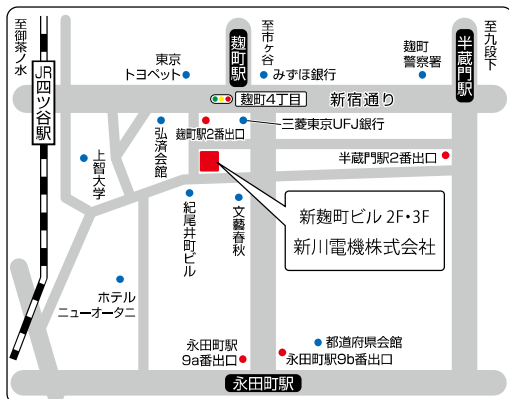 至御茶ノ水
JR四ツ谷駅
東京
トヨペット
麹町駅
至市ヶ谷
みずほ銀行
麹町
警察署
半蔵門駅
至九段下
麹町4丁目
新宿通り
上智大学
弘済会館
麹町駅2番出口
三菱東京UFJ銀行
半蔵門駅2番出口
紀尾井町ビル
文藝春秋
新麹町ビル 2F・3F
新川電機株式会社
ホテル
ニューオータニ
永田町駅
9a番出口
都道府県会館
永田町駅9b番出口
永田町駅